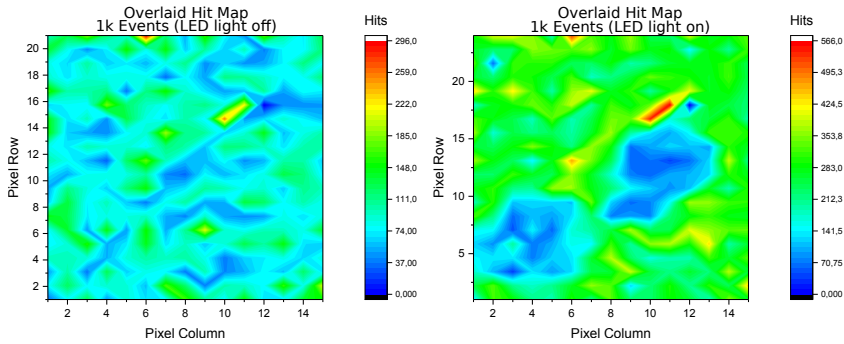 Overlaid Hit Map
1k Events (LED light off)
Hits
296,0
259,0
222,0
185,0
148,0
111,0
74,00
37,00
0,000
20
18
16
14
12
10
8
6
4
2
Pixel Row
2 4 6 8 10 12 14
Pixel Column
Overlaid Hit Map
1k Events (LED light on)
Hits
566,0
495,3
424,5
353,8
283,0
212,3
141,5
70,75
0,000
20
15
10
5
Pixel Row
2 4 6 8 10 12 14
Pixel Column